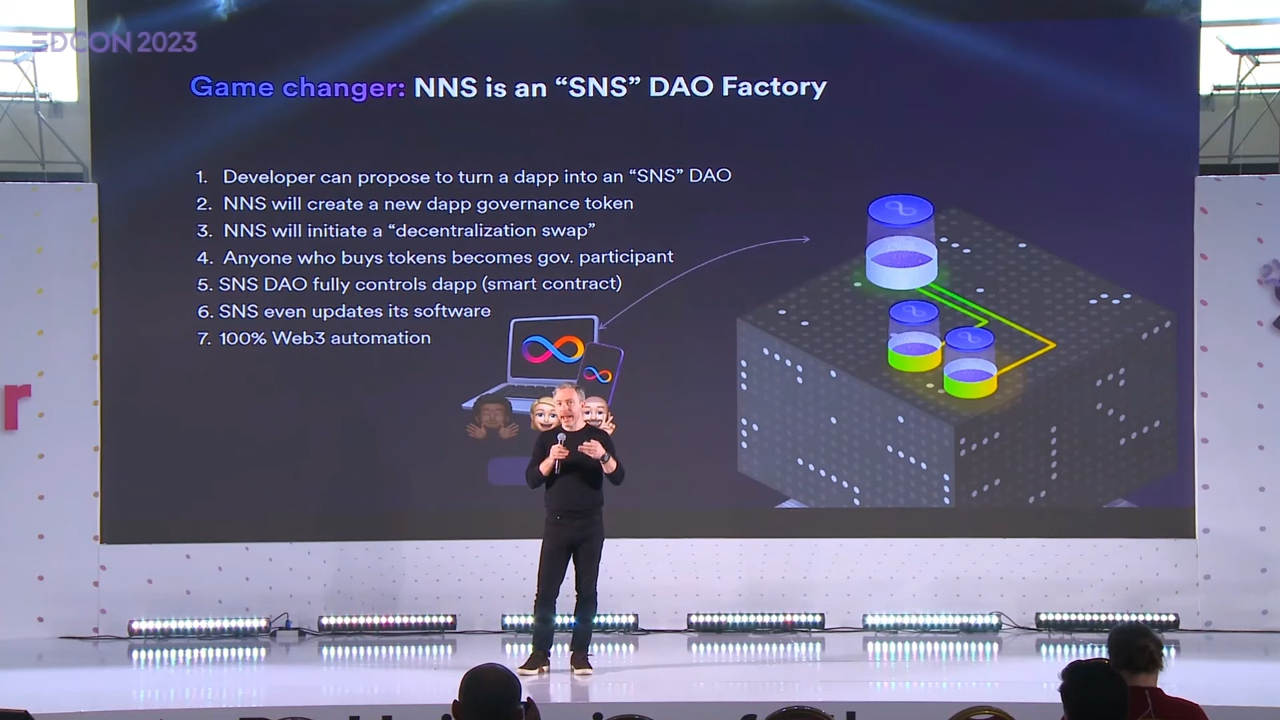 EDCON 2023
Game changer: NNS is an “SNS” DAO Factory
1. Developer can propose to turn a dapp into an “SNS” DAO
2. NNS will create a new dapp governance token
3. NNS will initiate a “decentralization swap”
4. Anyone who buys tokens becomes gov. participant
5. SNS DAO fully controls dapp (smart contract)
6. SNS even updates its software
7. 100% Web3 automation
r